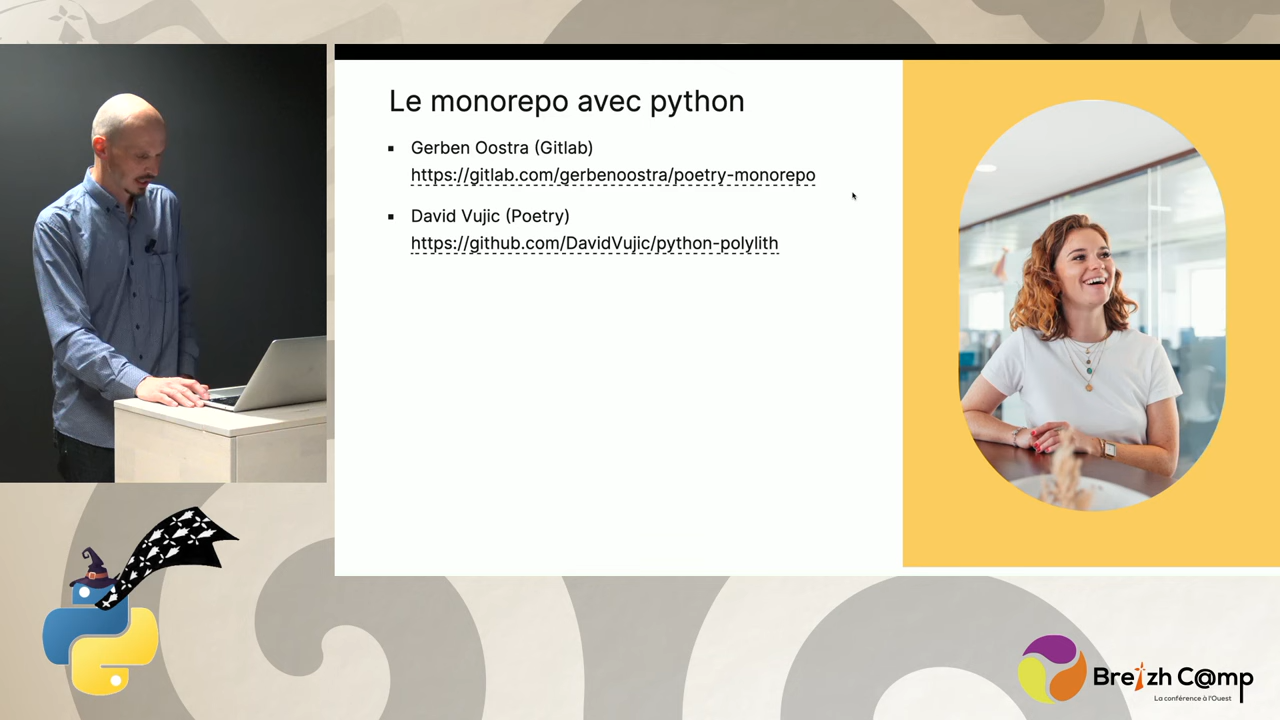 Le monorepo avec python
Gerben Oostra (Gitlab)
https://gitlab.com/gerbenoostra/poetry-monorepo
David Vujic (Poetry)
https://github.com/DavidVujic/python-polylith
Breizh C@mp
La conférence à l'Ouest